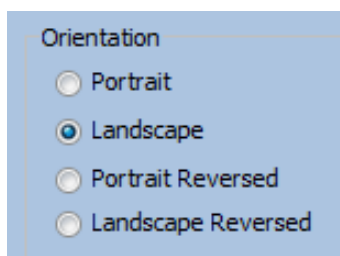 Orientation
Portrait
Landscape
Portrait Reversed
Landscape Reversed